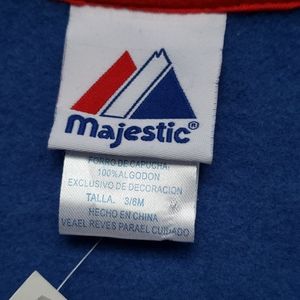 majestic®
FORRO DE CAPUCHA:
100%ALGODON
EXCLUSIVO DE DECORACION
TALLA. 3/6M
HECHO EN CHINA
VEAEL REVES PARAEL CUIDADO